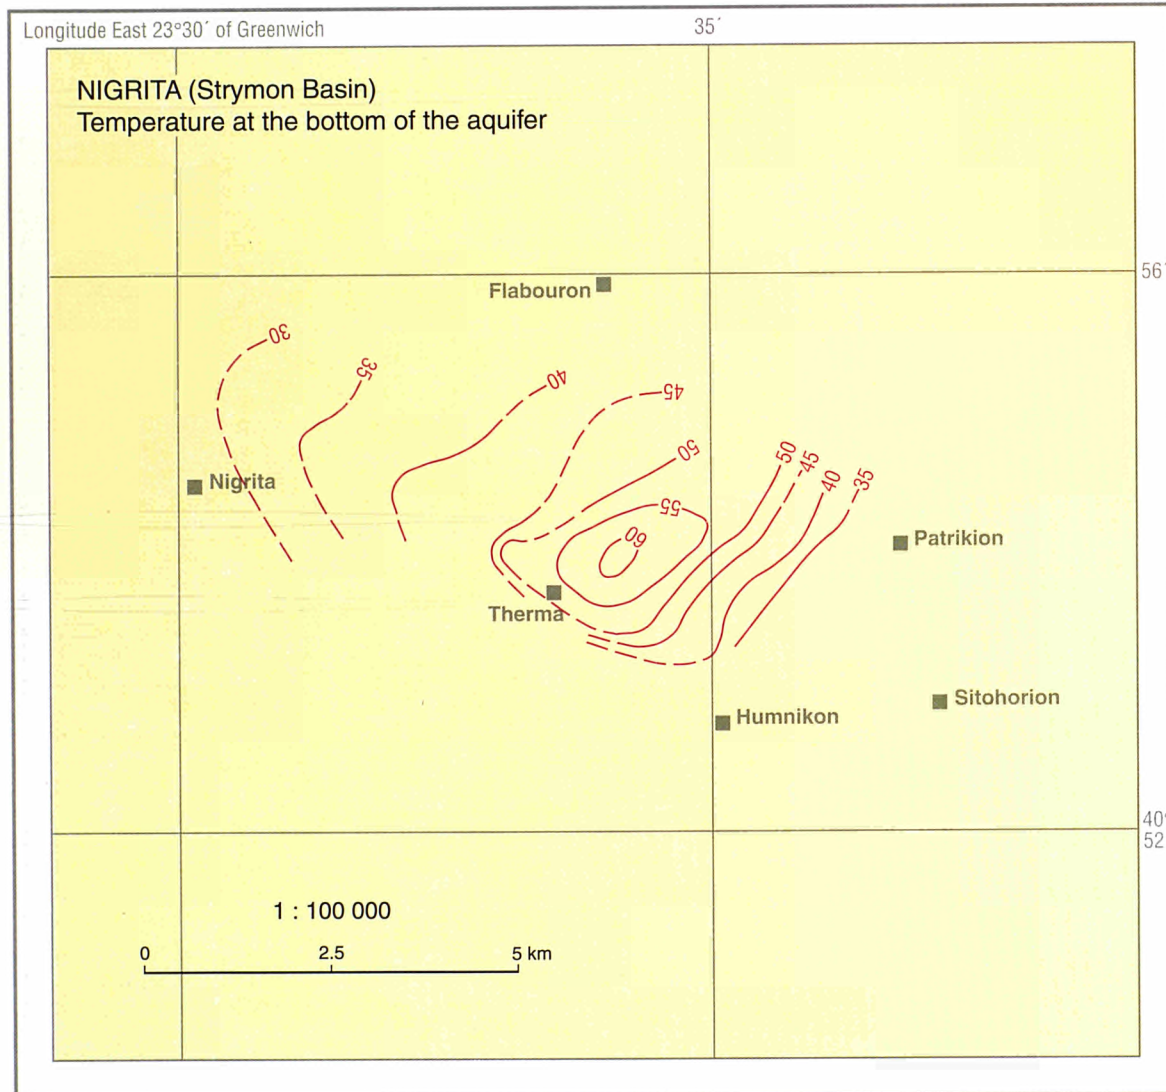 Longitude East 23°30´ of Greenwich
35´
NIGRITA (Strymon Basin)
Temperature at the bottom of the aquifer
56´
Flabouron
30
35
40
45
50
50
45
40
35
55
60
Nigrita
Patrikion
Therma
Sitohorion
Humnikon
40°
52
1 : 100 000
0
2.5
5 km